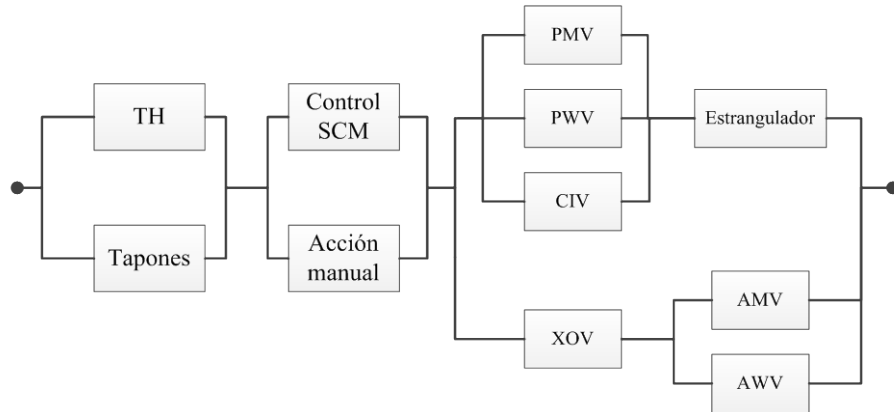 TH
Tapones
Control
SCM
Acción
manual
PMV
PWV
CIV
XOV
Estrangulador
AMV
AWV